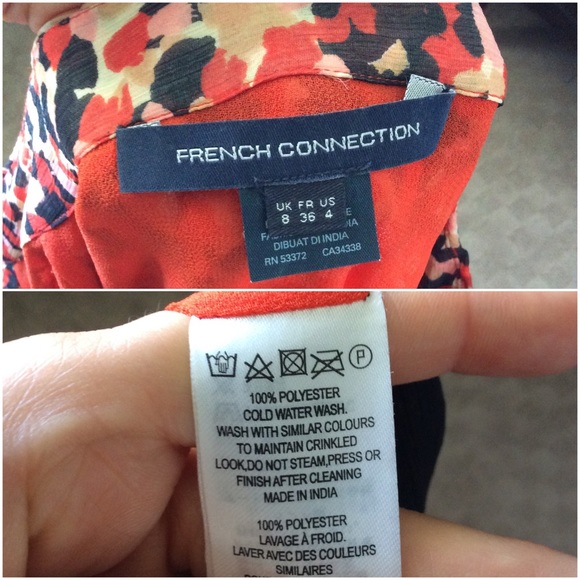 FRENCH CONNECTION
UK FR US
8 36 4
DIBUAT DI INDIA
RN 53372 CA34338
P
100% POLYESTER
COLD WATER WASH.
WASH WITH SIMILAR COLOURS
TO MAINTAIN CRINKLED
LOOK,DO NOT STEAM,PRESS OR
FINISH AFTER CLEANING
MADE IN INDIA
100% POLYESTER
LAVAGE À FROID.
LAVER AVEC DES COULEURS
SIMILAIRES